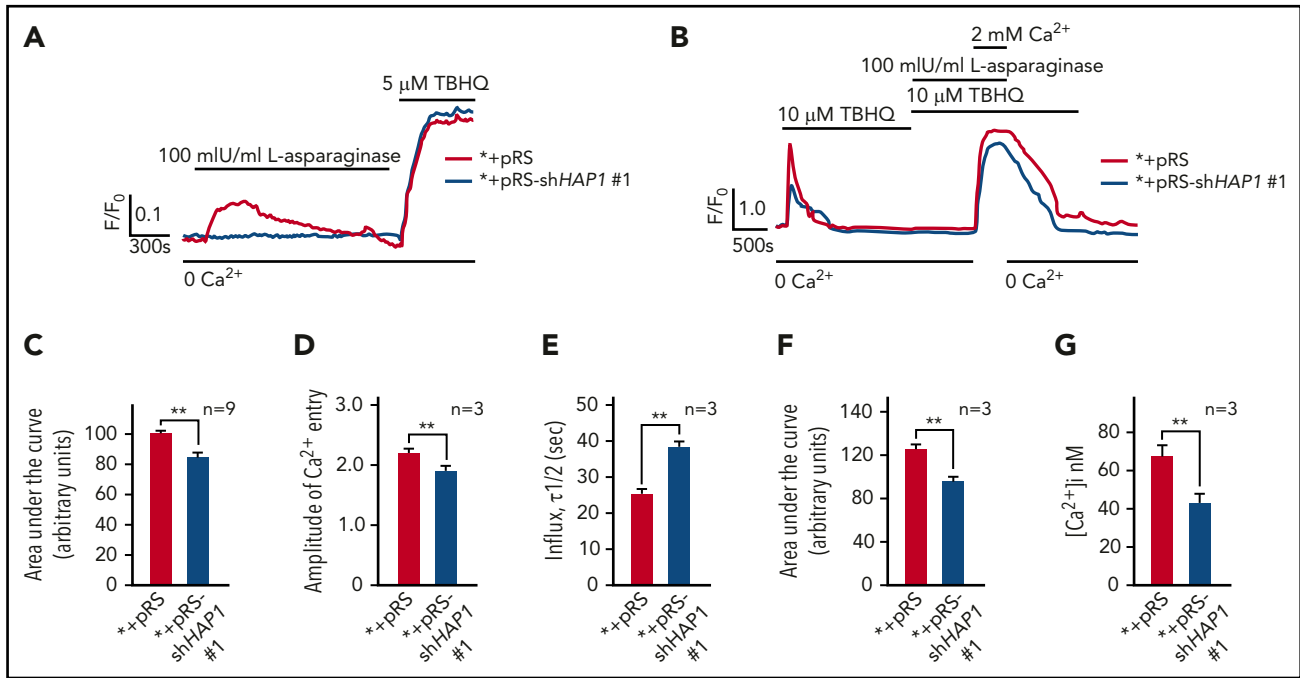 A
5 μM TBHQ
100 mlU/ml L-asparaginase
*+pRS
*+pRS-shHAP1 #1
F/F0
0.1
300s
0 Ca2+
B
2 mM Ca2+
100 mlU/ml L-asparaginase
10 μM TBHQ
10 μM TBHQ
*+pRS
*+pRS-shHAP1 #1
F/F0
1.0
500s
0 Ca2+
0 Ca2+
C
Area under the curve
(arbitrary units)
100
80
60
40
20
0
**
n=9
*+pRS
*+pRS-
shHAP1
#1
D
Amplitude of Ca2+ entry
3.0
2.0
1.0
0
**
n=3
*+pRS
*+pRS-
shHAP1
#1
E
Influx, τ1/2 (sec)
50
40
30
20
10
0
**
n=3
*+pRS
*+pRS-
shHAP1
#1
F
Area under the curve
(arbitrary units)
160
120
80
40
0
**
n=3
*+pRS
*+pRS-
shHAP1
#1
G
[Ca2+]i nM
80
60
40
0
**
n=3
*+pRS
*+pRS-
shHAP1
#1